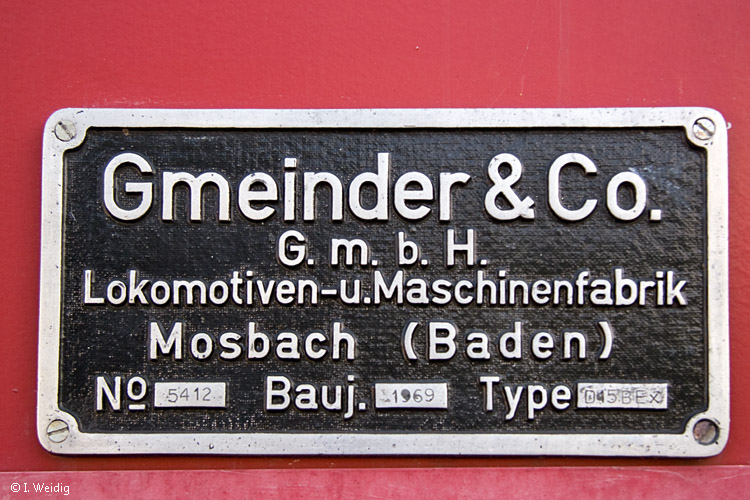 Gmeinder & Co.
G. m. b. H.
Lokomotiven-u.Maschinenfabrik
Mosbach (Baden)
No 5412 Bauj. 1969 Type
© I. Weidig